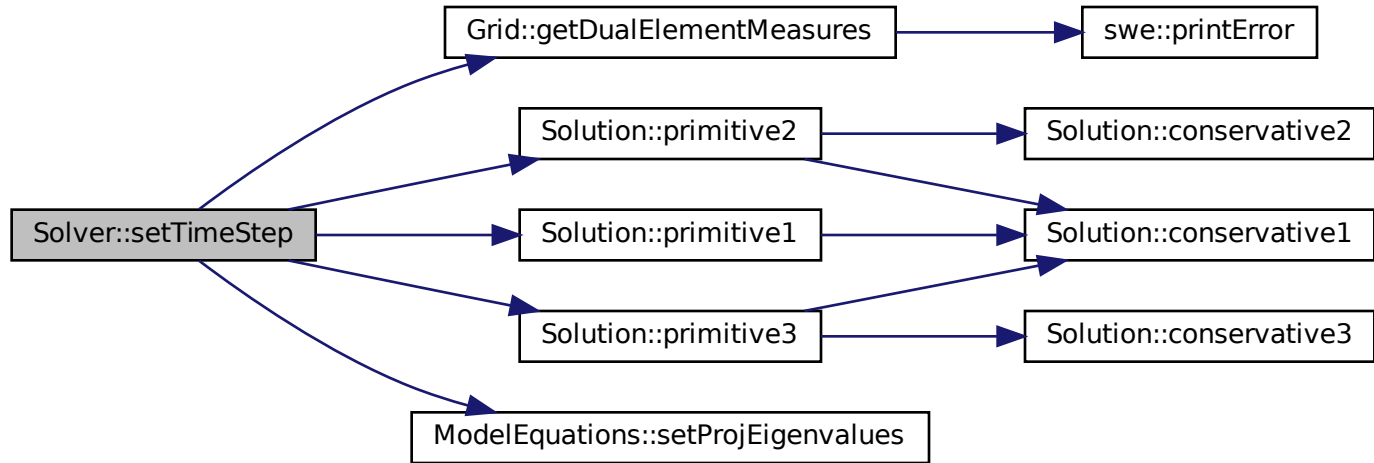 Grid::getDualElementMeasures
swe::printError
Solution::primitive2
Solution::conservative2
Solver::setTimeStep
Solution::primitive1
Solution::conservative1
Solution::primitive3
Solution::conservative3
ModelEquations::setProjEigenvalues